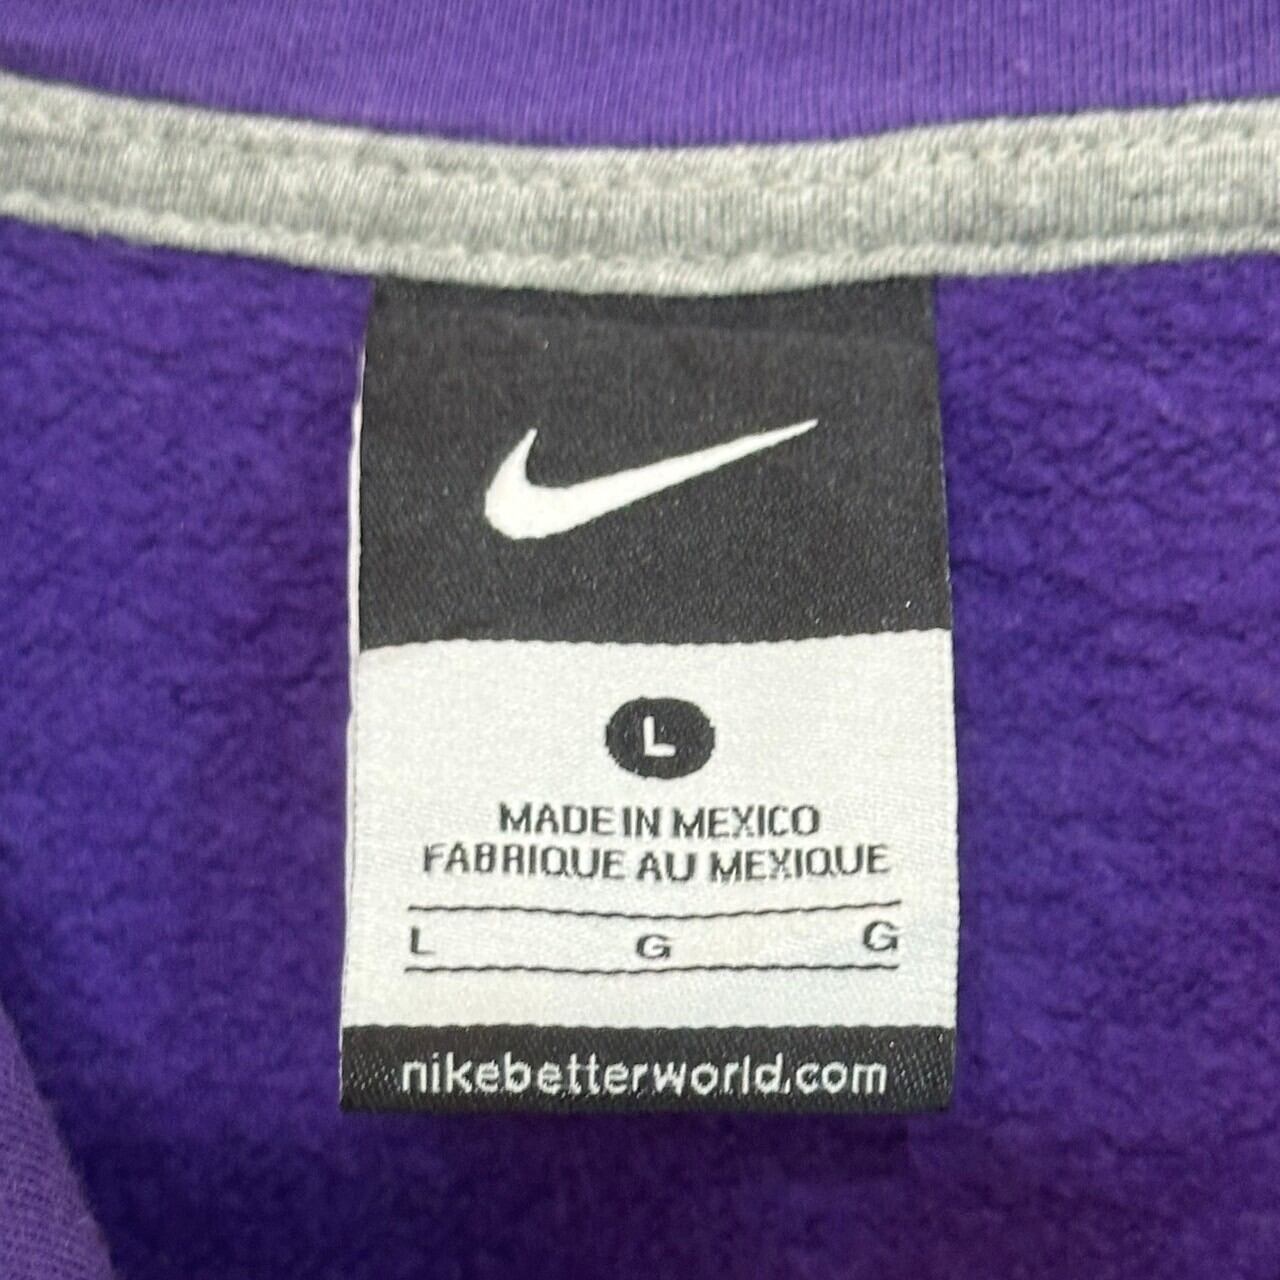 L
MADE IN MEXICO
FABRIQUE AU MEXIQUE
L G G
nikebetterworld.com